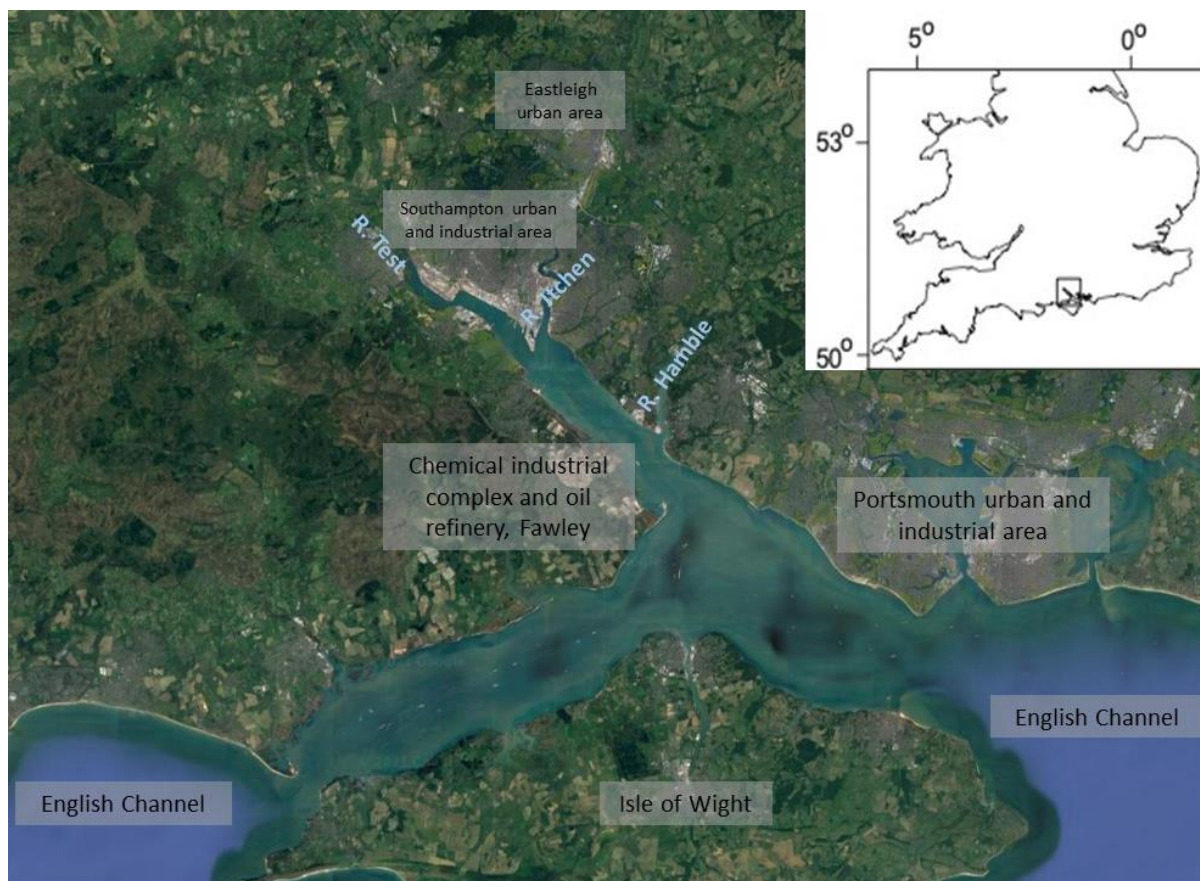 5° 0°
53°
50°
Eastleigh
urban area
Southampton urban
and industrial area
R. Test
R. Itchen
R. Hamble
Chemical industrial
complex and oil
refinery, Fawley
Portsmouth urban and
industrial area
English Channel
English Channel
Isle of Wight